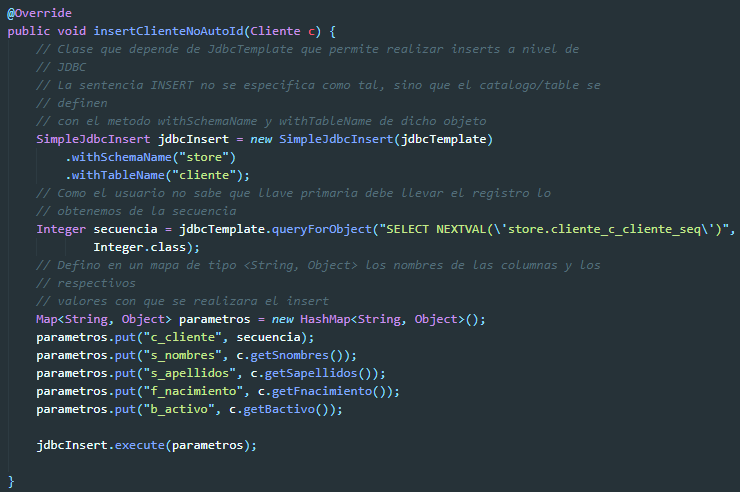 @Override
public void insertClienteNoAutoId(Cliente c) {
    // Clase que depende de JdbcTemplate que permite realizar inserts a nivel de
    // JDBC
    // La sentencia INSERT no se especifica como tal, sino que el catalogo/table se
    // definen
    // con el metodo withSchemaName y withTableName de dicho objeto
    SimpleJdbcInsert jdbcInsert = new SimpleJdbcInsert(jdbcTemplate)
        .withSchemaName("store")
        .withTableName("cliente");
    // Como el usuario no sabe que llave primaria debe llevar el registro lo
    // obtenemos de la secuencia
    Integer secuencia = jdbcTemplate.queryForObject("SELECT NEXTVAL(\'store.cliente_c_cliente_seq\')",
            Integer.class);
    // Defino en un mapa de tipo <String, Object> los nombres de las columnas y los
    // respectivos
    // valores con que se realizara el insert
    Map<String, Object> parametros = new HashMap<String, Object>();
    parametros.put("c_cliente", secuencia);
    parametros.put("s_nombres", c.getSnombres());
    parametros.put("s_apellidos", c.getSapellidos());
    parametros.put("f_nacimiento", c.getFnacimiento());
    parametros.put("b_activo", c.getBactivo());

    jdbcInsert.execute(parametros);

}